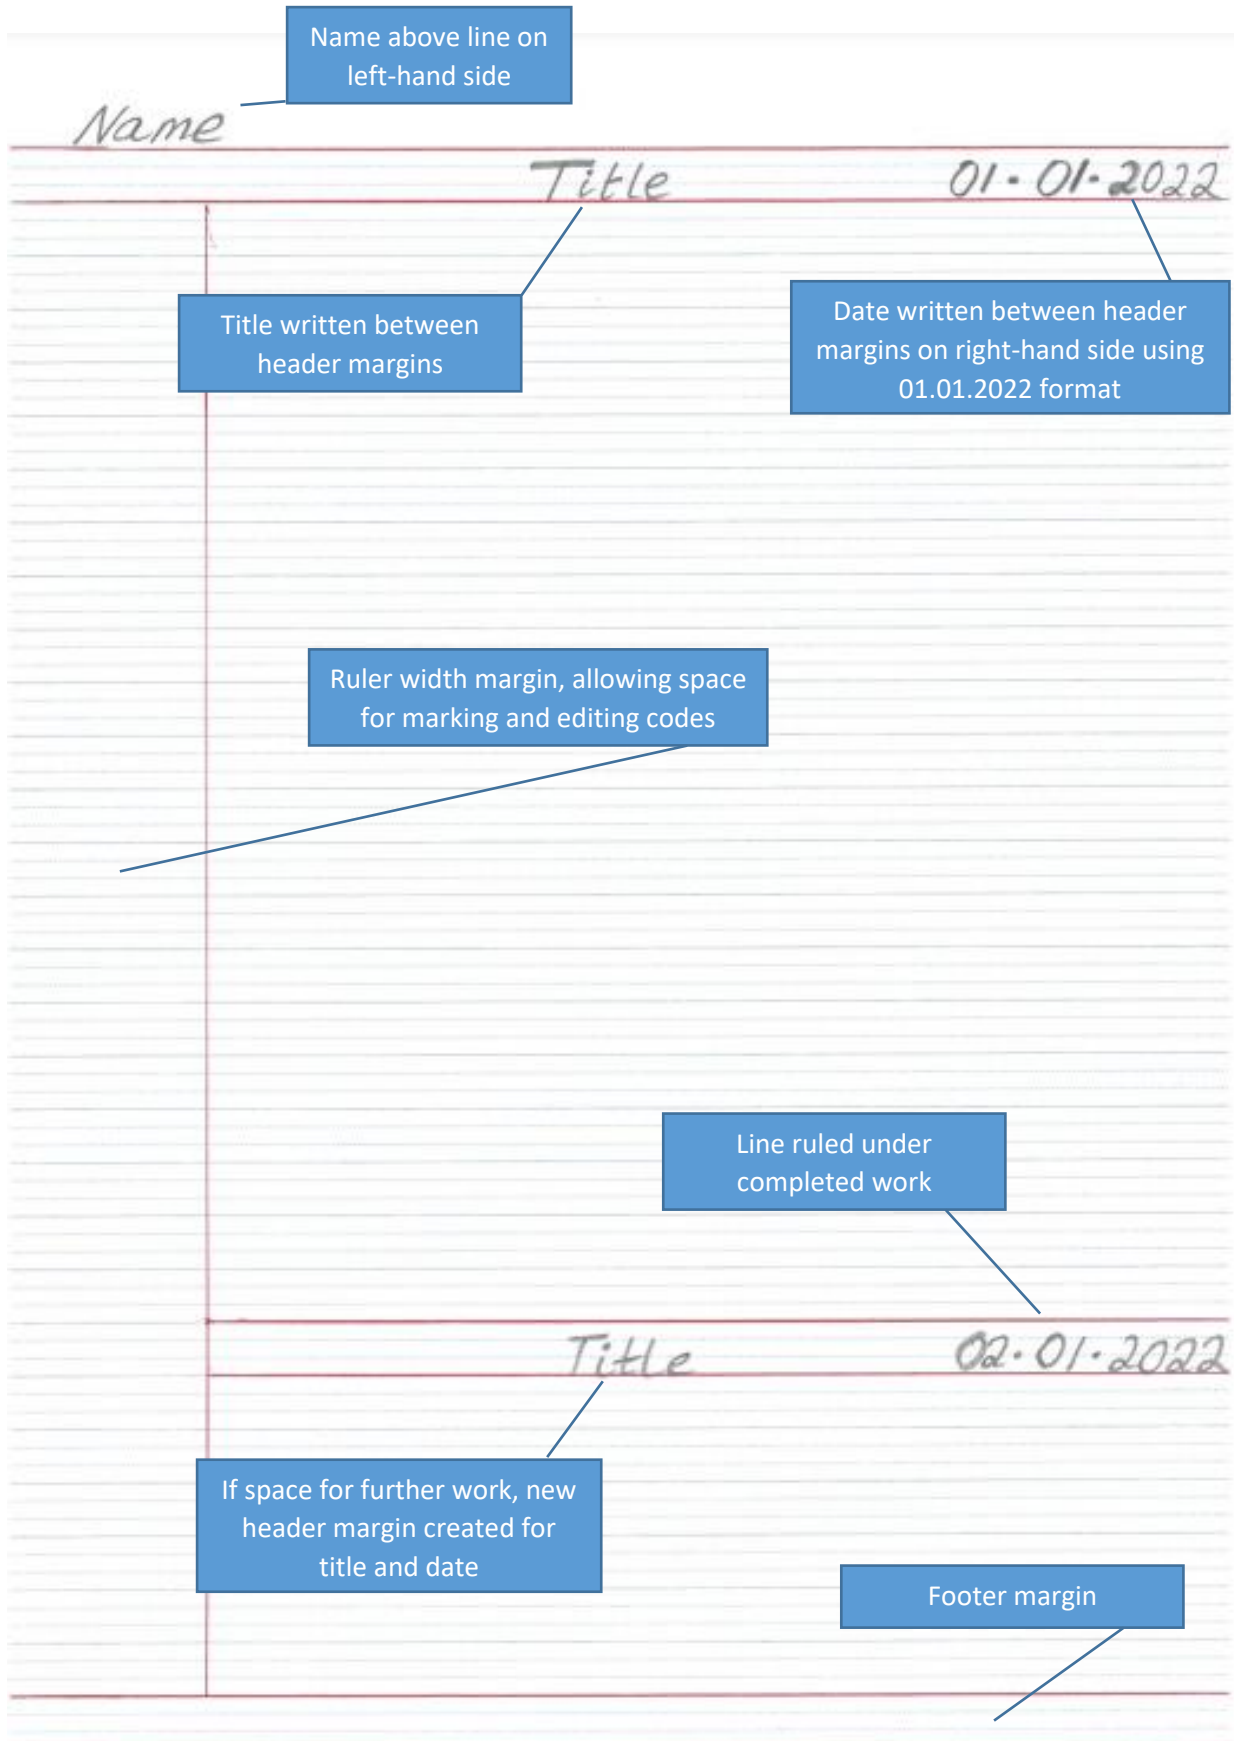 Name above line on
left-hand side
Name
Title 01.01.2022
Title written between
header margins
Date written between header
margins on right-hand side using
01.01.2022 format
Ruler width margin, allowing space
for marking and editing codes
Line ruled under
completed work
Title 02.01.2022
If space for further work, new
header margin created for
title and date
Footer margin